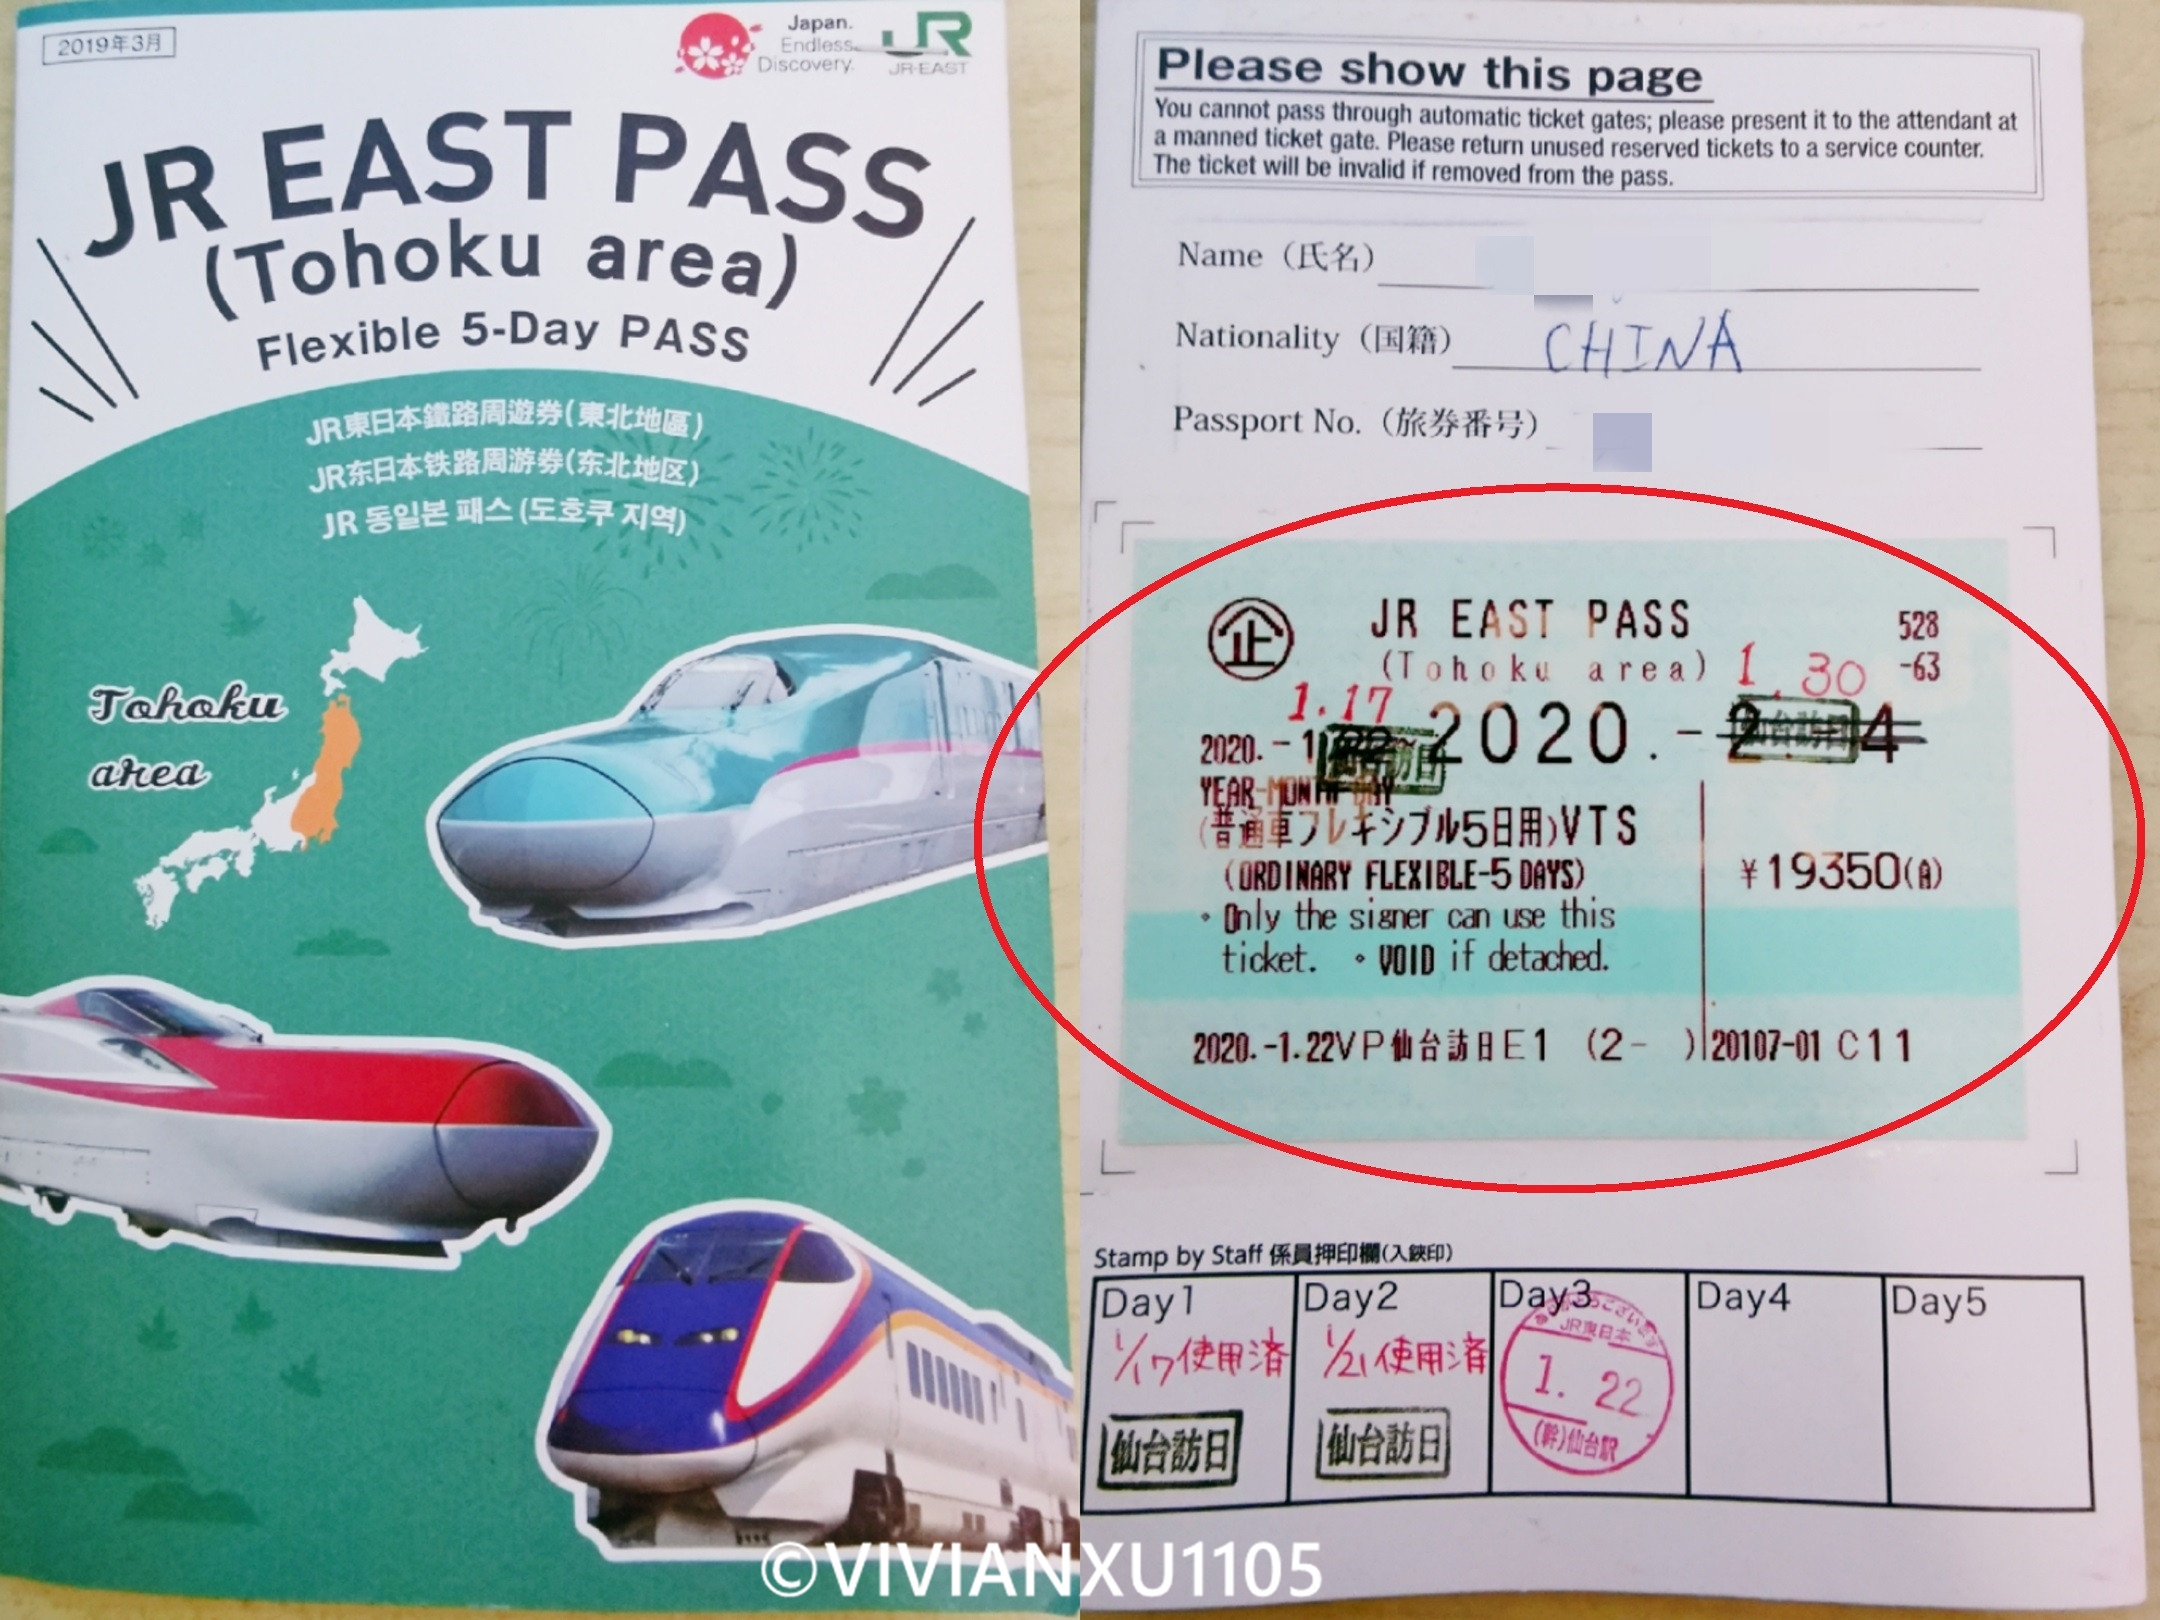 2019年3月
Japan.
Endless
Discovery.
JR
JR-EAST
JR EAST PASS
(Tohoku area)
Flexible 5-Day PASS
JR東日本鐵路周遊券(東北地區)
JR东日本铁路周游券(东北地区)
JR 동일본 패스 (도호쿠 지역)
Tohoku
area
Please show this page
You cannot pass through automatic ticket gates; please present it to the attendant at
a manned ticket gate. Please return unused reserved tickets to a service counter.
The ticket will be invalid if removed from the pass.
Name（氏名）
Nationality（国籍） CHINA
Passport No.（旅券番号）
企 JR EAST PASS 528
(Tohoku area) 1.30 -63
1.17
2020.-1.22~2020.-2.-4
仙台訪日 仙台訪日
YEAR-MONTH-DAY
(普通車フレキシブル5日用)VTS
(ORDINARY FLEXIBLE-5 DAYS) ¥19350(A)
・Only the signer can use this
ticket. ・VOID if detached.
2020.-1.22VP仙台訪日E1 (2- ) 20107-01 C11
Stamp by Staff 係員押印欄(入鋏印)
Day1 Day2 Day3 Day4 Day5
1/17使用済 1/21使用済
JR東日本
1. 22
(幹)仙台駅
仙台訪日 仙台訪日
©VIVIANXU1105